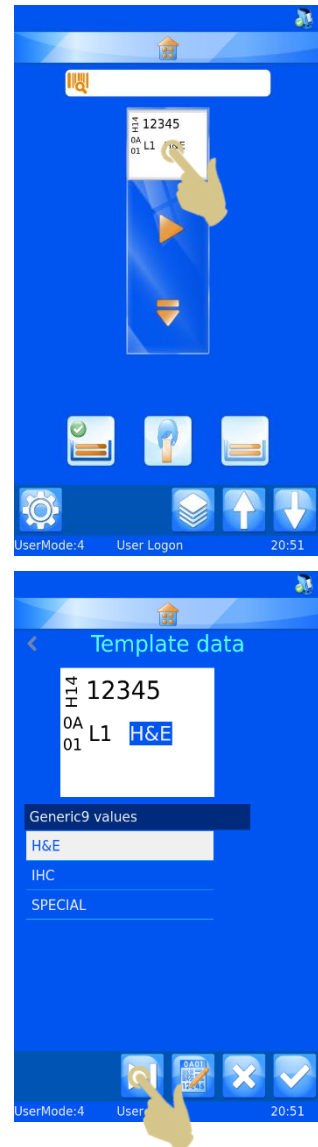 H14 12345
0A L1 H&E
01
UserMode:4 User Logon 20:51
Template data
H14 12345
0A L1 H&E
01
Generic9 values
H&E
IHC
SPECIAL
0A01
12345
UserMode:4 User 20:51